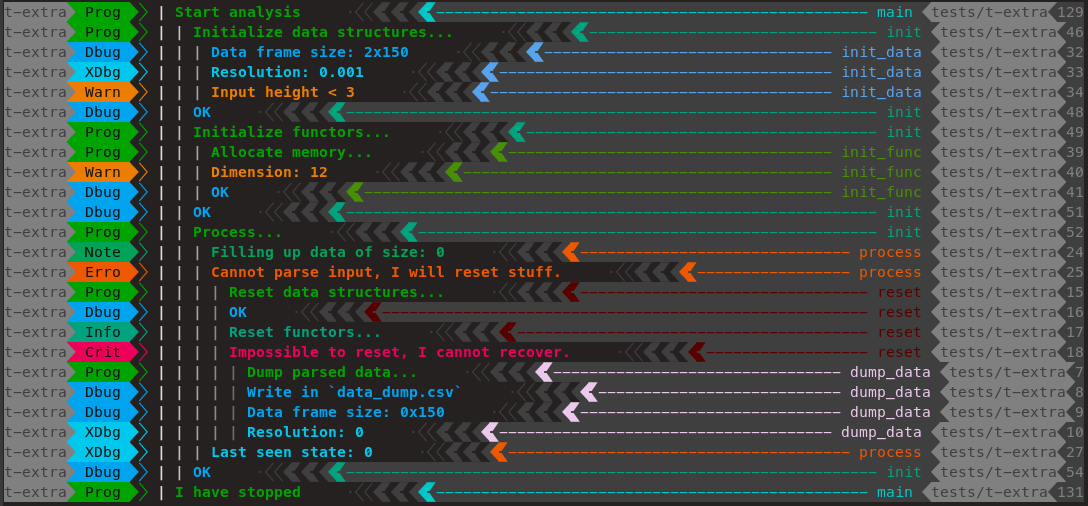 t-extra Prog | Start analysis main tests/t-extra 129
t-extra Prog | | Initialize data structures... init tests/t-extra 46
t-extra Dbug | | | Data frame size: 2x150 init_data tests/t-extra 32
t-extra XDbg | | | Resolution: 0.001 init_data tests/t-extra 33
t-extra Warn | | | Input height < 3 init_data tests/t-extra 34
t-extra Dbug | | OK init tests/t-extra 48
t-extra Prog | | Initialize functors... init tests/t-extra 49
t-extra Prog | | | Allocate memory... init_func tests/t-extra 39
t-extra Warn | | | Dimension: 12 init_func tests/t-extra 40
t-extra Dbug | | | OK init_func tests/t-extra 41
t-extra Dbug | | OK init tests/t-extra 51
t-extra Prog | | Process... init tests/t-extra 52
t-extra Note | | | Filling up data of size: 0 process tests/t-extra 24
t-extra Erro | | | Cannot parse input, I will reset stuff. process tests/t-extra 25
t-extra Prog | | | | Reset data structures... reset tests/t-extra 15
t-extra Dbug | | | | OK reset tests/t-extra 16
t-extra Info | | | | Reset functors... reset tests/t-extra 17
t-extra Crit | | | | Impossible to reset, I cannot recover. reset tests/t-extra 18
t-extra Prog | | | | | Dump parsed data... dump_data tests/t-extra 7
t-extra Dbug | | | | | Write in `data_dump.csv` dump_data tests/t-extra 8
t-extra Dbug | | | | | Data frame size: 0x150 dump_data tests/t-extra 9
t-extra XDbg | | | | | Resolution: 0 dump_data tests/t-extra 10
t-extra XDbg | | | Last seen state: 0 process tests/t-extra 27
t-extra Dbug | | OK init tests/t-extra 54
t-extra Prog | I have stopped main tests/t-extra 131